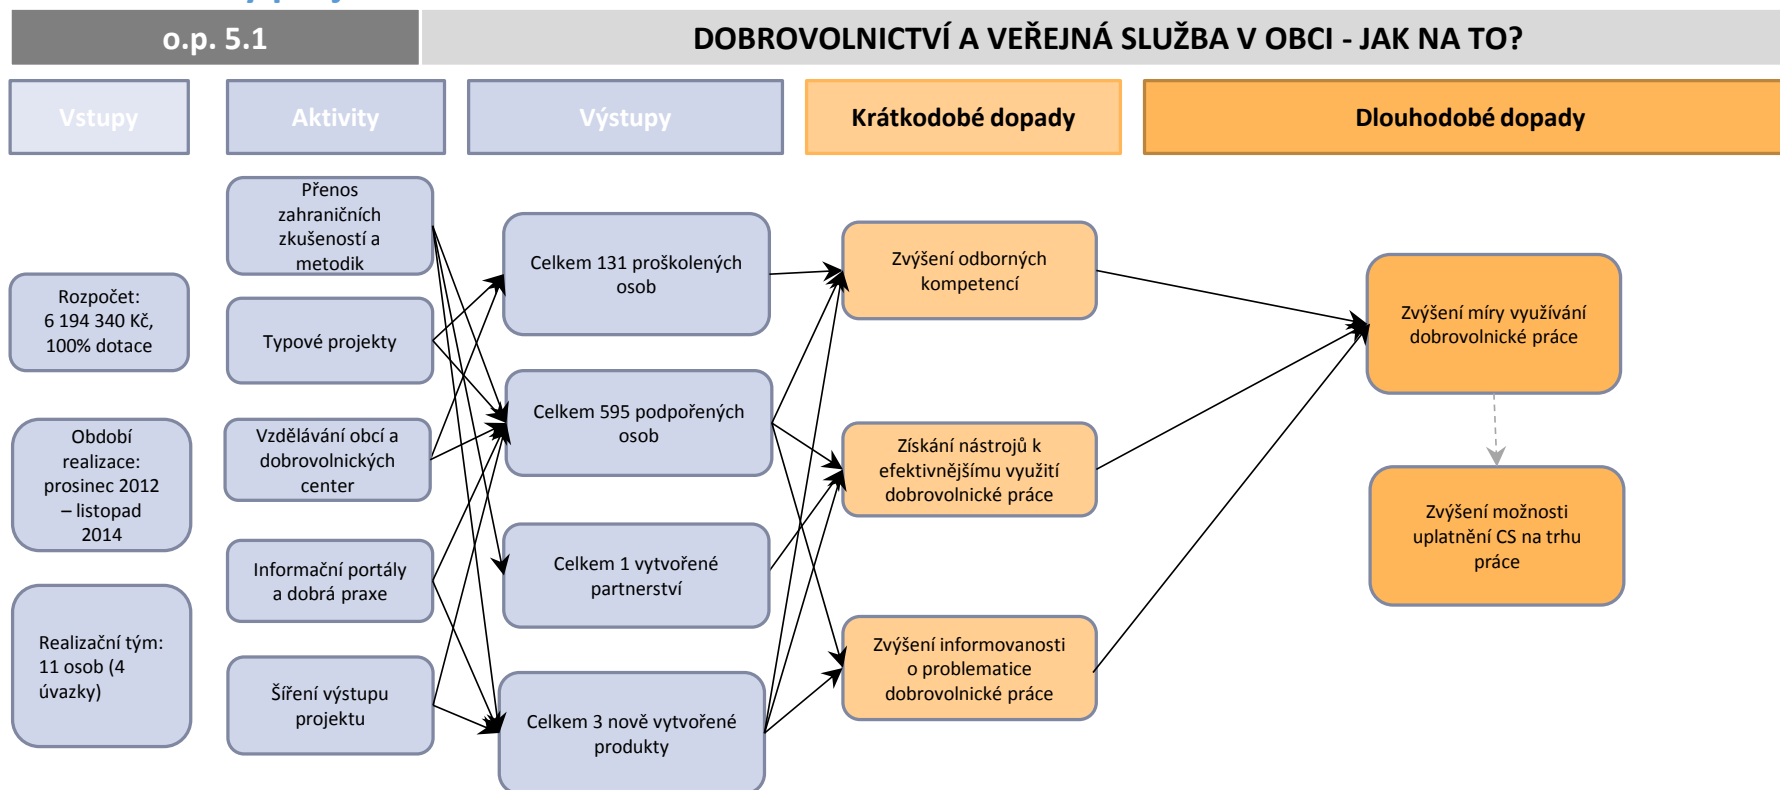 o.p. 5.1
DOBROVOLNICTVÍ A VEŘEJNÁ SLUŽBA V OBCI - JAK NA TO?
Vstupy
Aktivity
Výstupy
Krátkodobé dopady
Dlouhodobé dopady
Rozpočet:
6 194 340 Kč,
100% dotace
Období
realizace:
prosinec 2012
– listopad
2014
Realizační tým:
11 osob (4
úvazky)
Přenos
zahraničních
zkušeností a
metodik
Typové projekty
Vzdělávání obcí a
dobrovolnických
center
Informační portály
a dobrá praxe
Šíření výstupu
projektu
Celkem 131 proškolených
osob
Celkem 595 podpořených
osob
Celkem 1 vytvořené
partnerství
Celkem 3 nově vytvořené
produkty
Zvýšení odborných
kompetencí
Získání nástrojů k
efektivnějšímu využití
dobrovolnické práce
Zvýšení informovanosti
o problematice
dobrovolnické práce
Zvýšení míry využívání
dobrovolnické práce
Zvýšení možnosti
uplatnění CS na trhu
práce